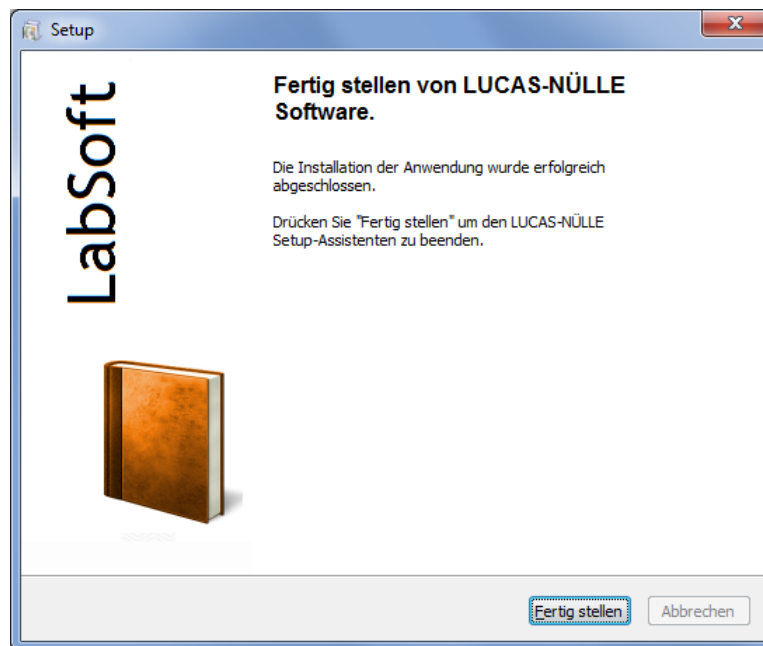 Setup
LabSoft
Fertig stellen von LUCAS-NÜLLE
Software.
Die Installation der Anwendung wurde erfolgreich
abgeschlossen.
Drücken Sie "Fertig stellen" um den LUCAS-NÜLLE
Setup-Assistenten zu beenden.
Fertig stellen
Abbrechen